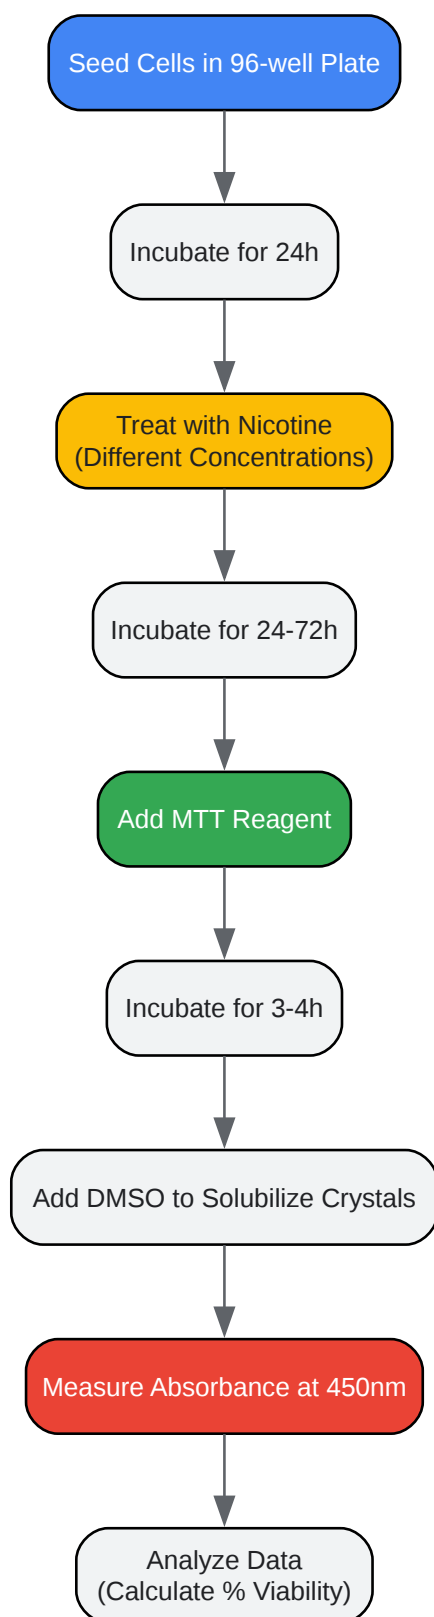 Seed Cells in 96-well Plate
Incubate for 24h
Treat with Nicotine
(Different Concentrations)
Incubate for 24-72h
Add MTT Reagent
Incubate for 3-4h
Add DMSO to Solubilize Crystals
Measure Absorbance at 450nm
Analyze Data
(Calculate % Viability)